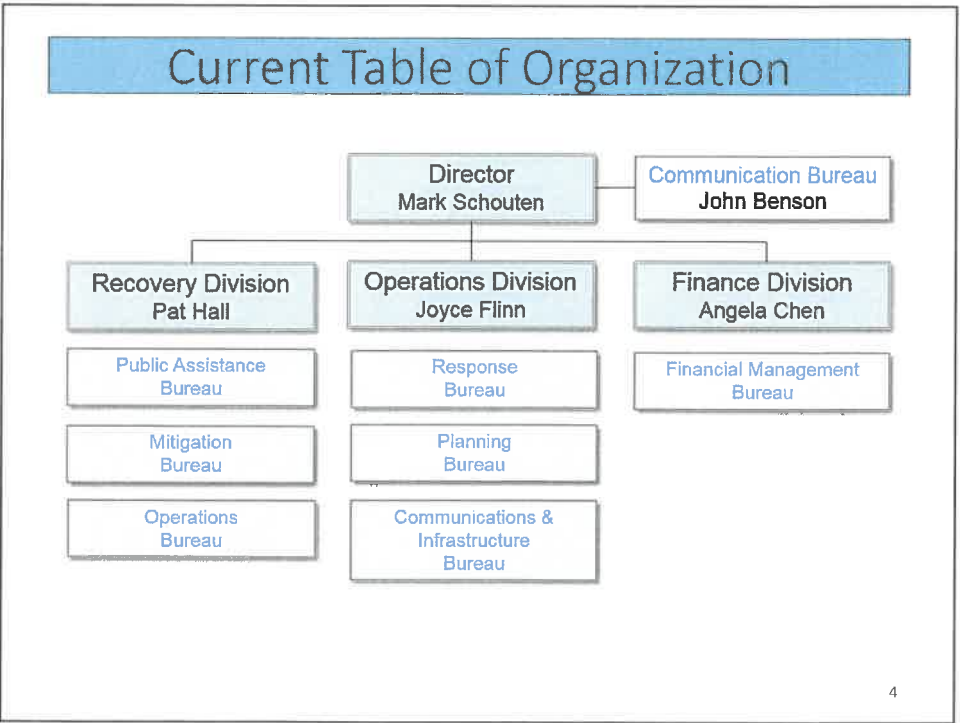 Current Table of Organization
Director
Mark Schouten
Communication Bureau
John Benson
Recovery Division
Pat Hall
Operations Division
Joyce Flinn
Finance Division
Angela Chen
Public Assistance
Bureau
Mitigation
Bureau
Operations
Bureau
Response
Bureau
Planning
Bureau
Communications &
Infrastructure
Bureau
Financial Management
Bureau
4